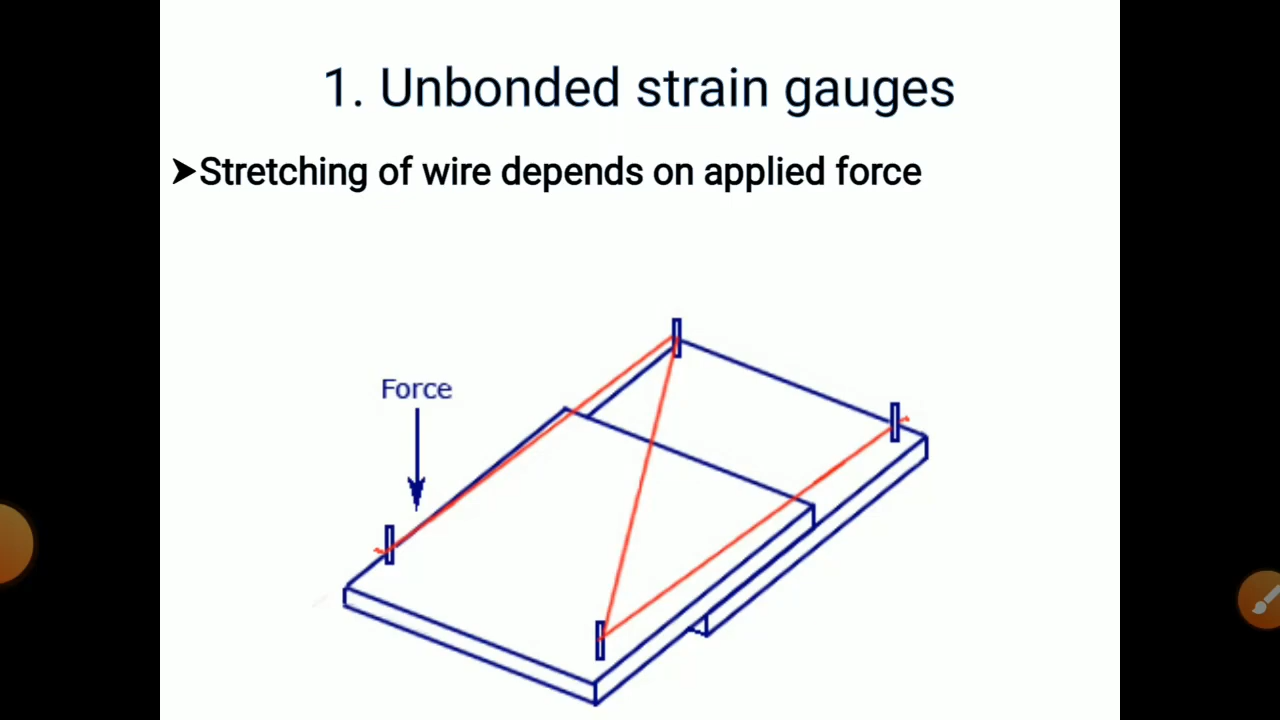 1. Unbonded strain gauges
➤Stretching of wire depends on applied force
Force